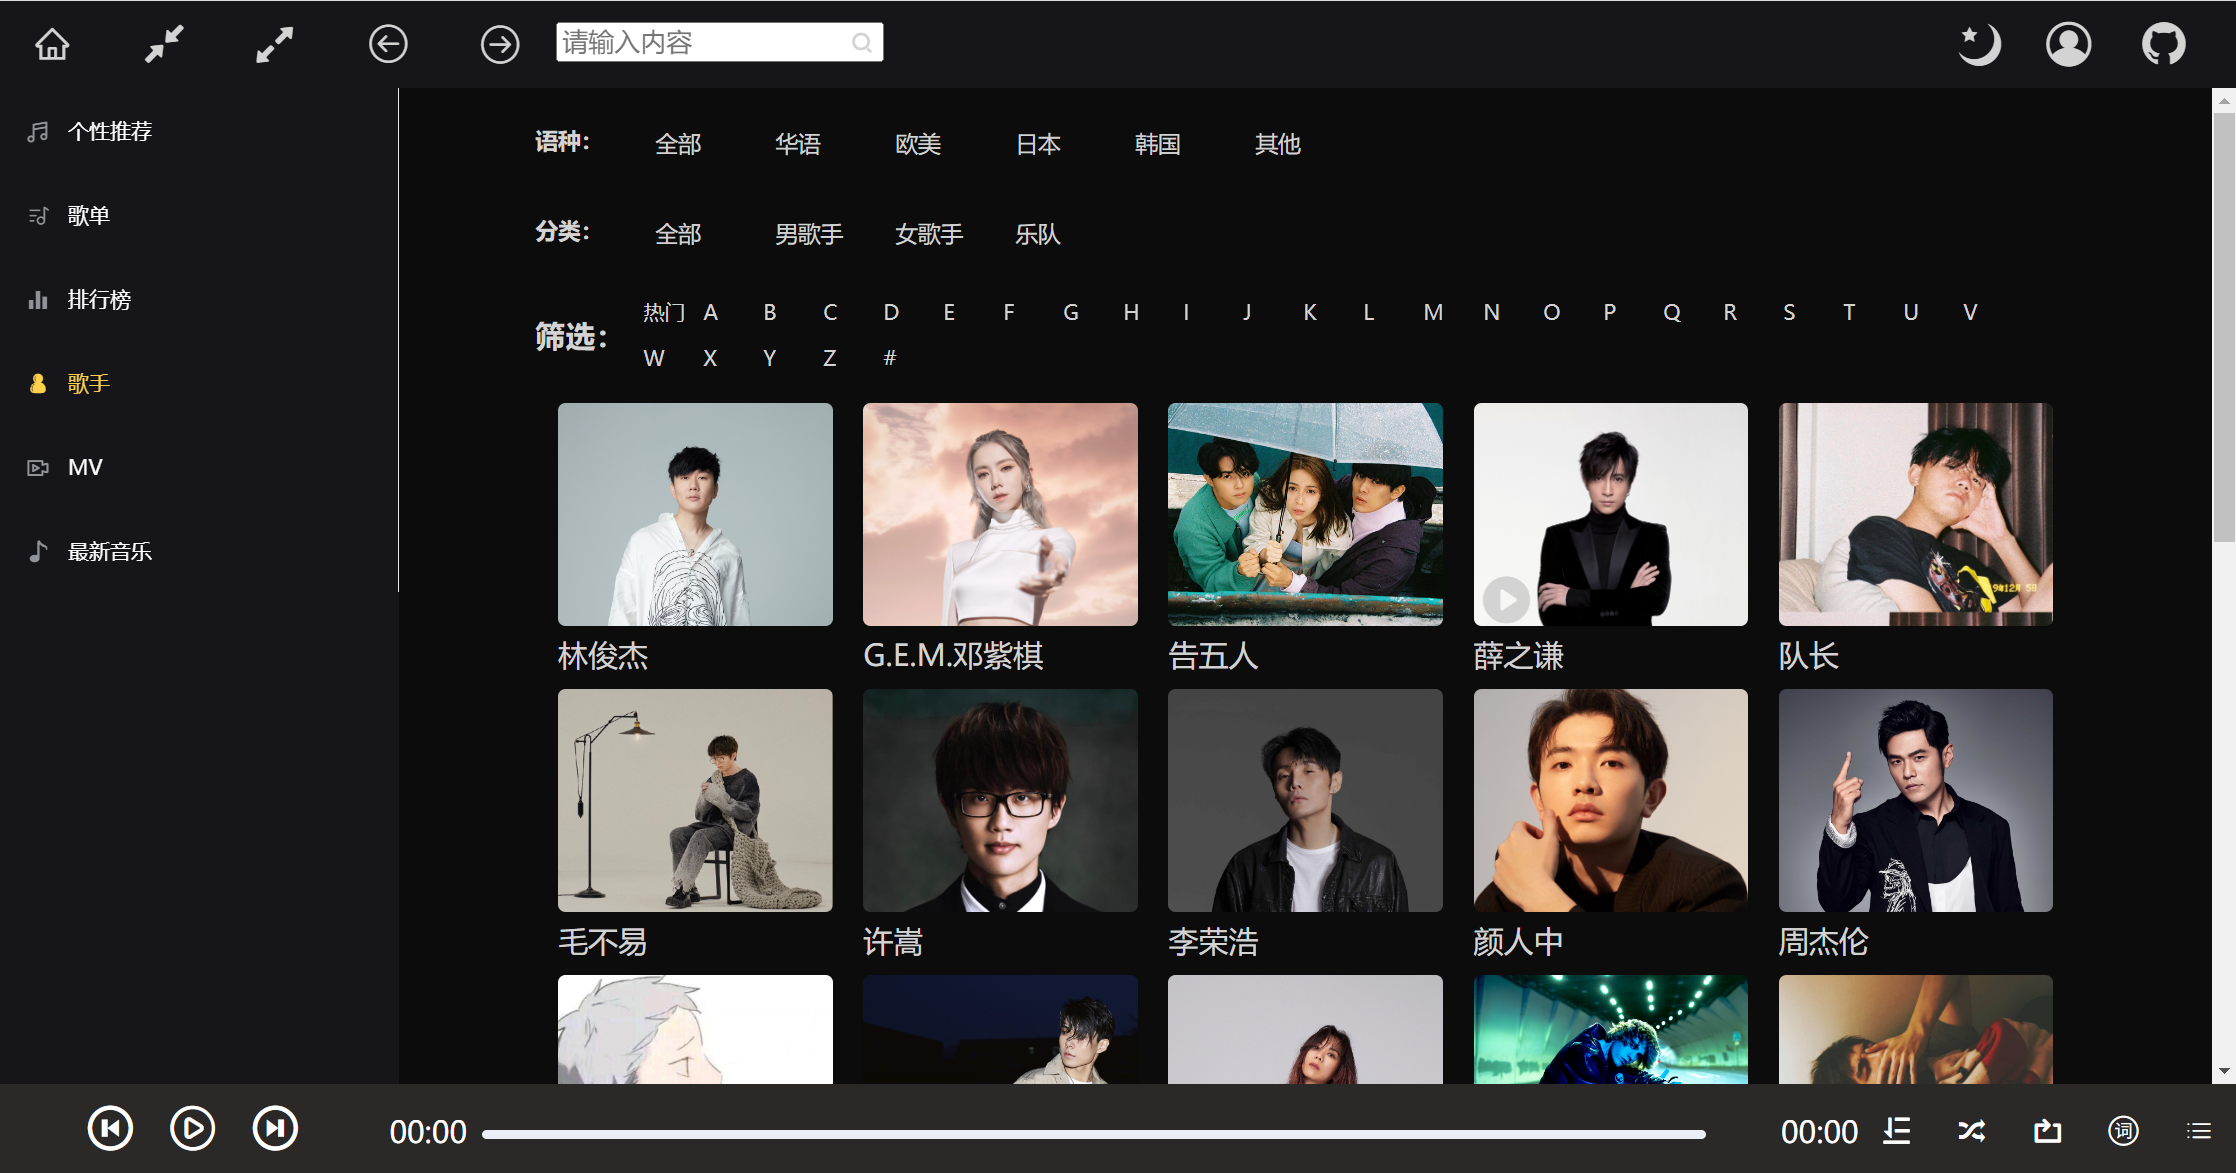 请输入内容
个性推荐
歌单
排行榜
歌手
MV
最新音乐
语种： 全部 华语 欧美 日本 韩国 其他
分类： 全部 男歌手 女歌手 乐队
筛选：
热门 A B C D E F G H I J K L M N O P Q R S T U V
W X Y Z #
林俊杰 G.E.M.邓紫棋 告五人 薛之谦 队长
毛不易 许嵩 李荣浩 颜人中 周杰伦
00:00 00:00 词